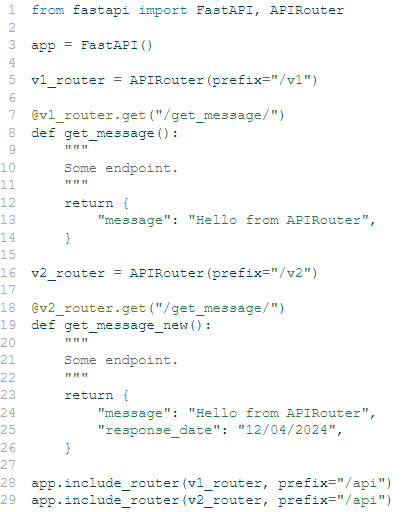 1 from fastapi import FastAPI, APIRouter
2
3 app = FastAPI()
4
5 v1_router = APIRouter(prefix="/v1")
6
7 @v1_router.get("/get_message/")
8 def get_message():
9     """
10     Some endpoint.
11     """
12     return {
13         "message": "Hello from APIRouter",
14     }
15
16 v2_router = APIRouter(prefix="/v2")
17
18 @v2_router.get("/get_message/")
19 def get_message_new():
20     """
21     Some endpoint.
22     """
23     return {
24         "message": "Hello from APIRouter",
25         "response_date": "12/04/2024",
26     }
27
28 app.include_router(v1_router, prefix="/api")
29 app.include_router(v2_router, prefix="/api")